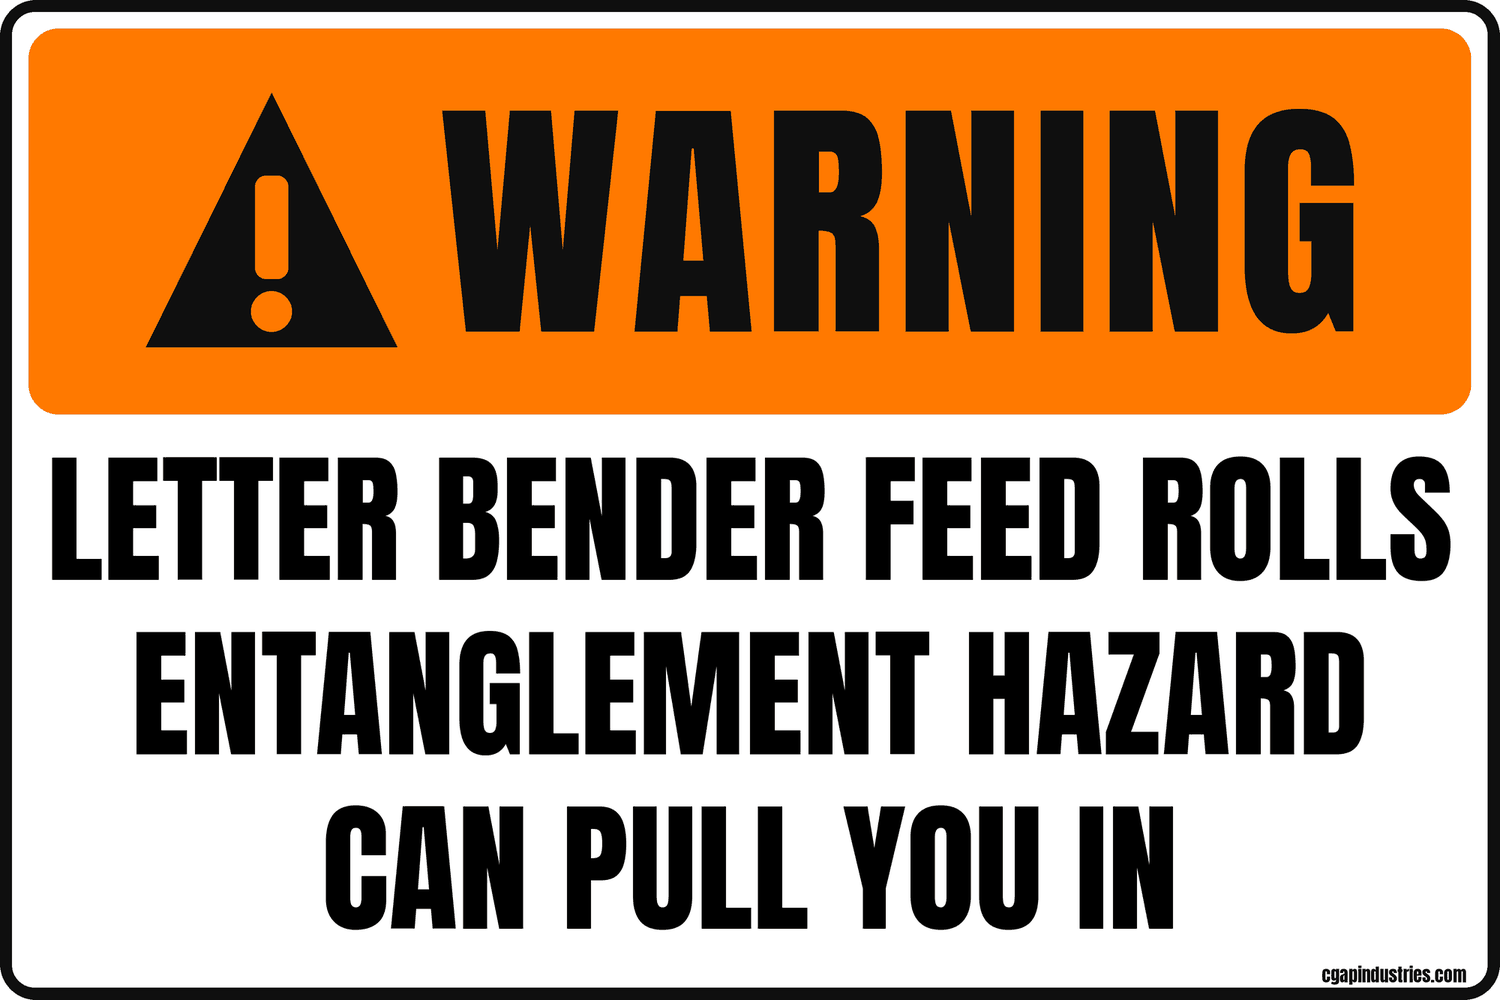 WARNING
LETTER BENDER FEED ROLLS
ENTANGLEMENT HAZARD
CAN PULL YOU IN
cgapindustries.com